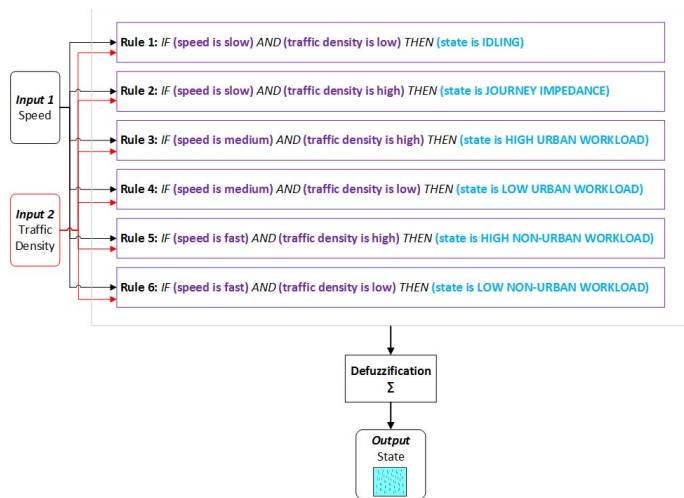 Rule 1: IF (speed is slow) AND (traffic density is low) THEN (state is IDLING)
Rule 2: IF (speed is slow) AND (traffic density is high) THEN (state is JOURNEY IMPEDANCE)
Input 1
Speed
Rule 3: IF (speed is medium) AND (traffic density is high) THEN (state is HIGH URBAN WORKLOAD)
Rule 4: IF (speed is medium) AND (traffic density is low) THEN (state is LOW URBAN WORKLOAD)
Input 2
Traffic
Density
Rule 5: IF (speed is fast) AND (traffic density is high) THEN (state is HIGH NON-URBAN WORKLOAD)
Rule 6: IF (speed is fast) AND (traffic density is low) THEN (state is LOW NON-URBAN WORKLOAD)
Defuzzification
Σ
Output
State